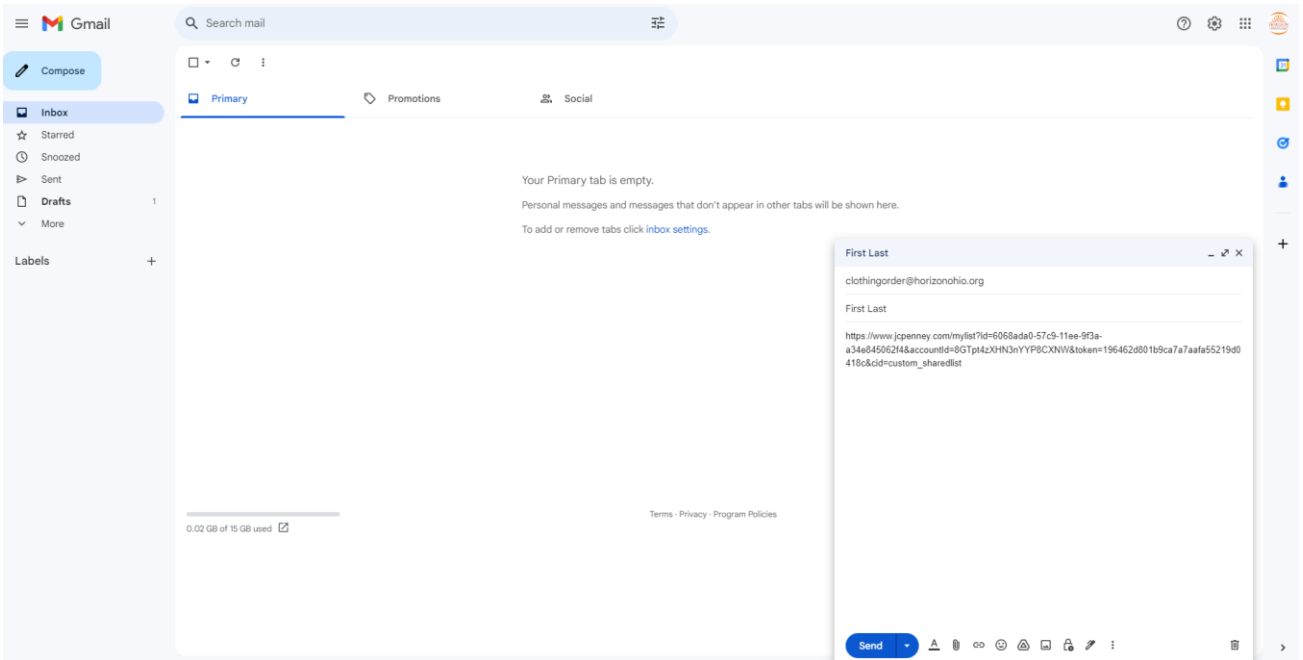 Gmail
Search mail
Compose
Primary
Promotions
Social
Inbox
Starred
Snoozed
Sent
Drafts 1
More
Labels
Your Primary tab is empty.
Personal messages and messages that don't appear in other tabs will be shown here.
To add or remove tabs click inbox settings.
First Last
clothingorder@horizonohio.org
First Last
https://www.jcpenney.com/mylist?id=6068ada0-57c9-11ee-9f3a-
a34e845062f4&accountId=8GTpt4zXHN3nYYP8CXNW&token=196462d801b9ca7a7aafa55219d0
418c&cid=custom_sharedlist
0.02 GB of 15 GB used
Terms · Privacy · Program Policies
Send